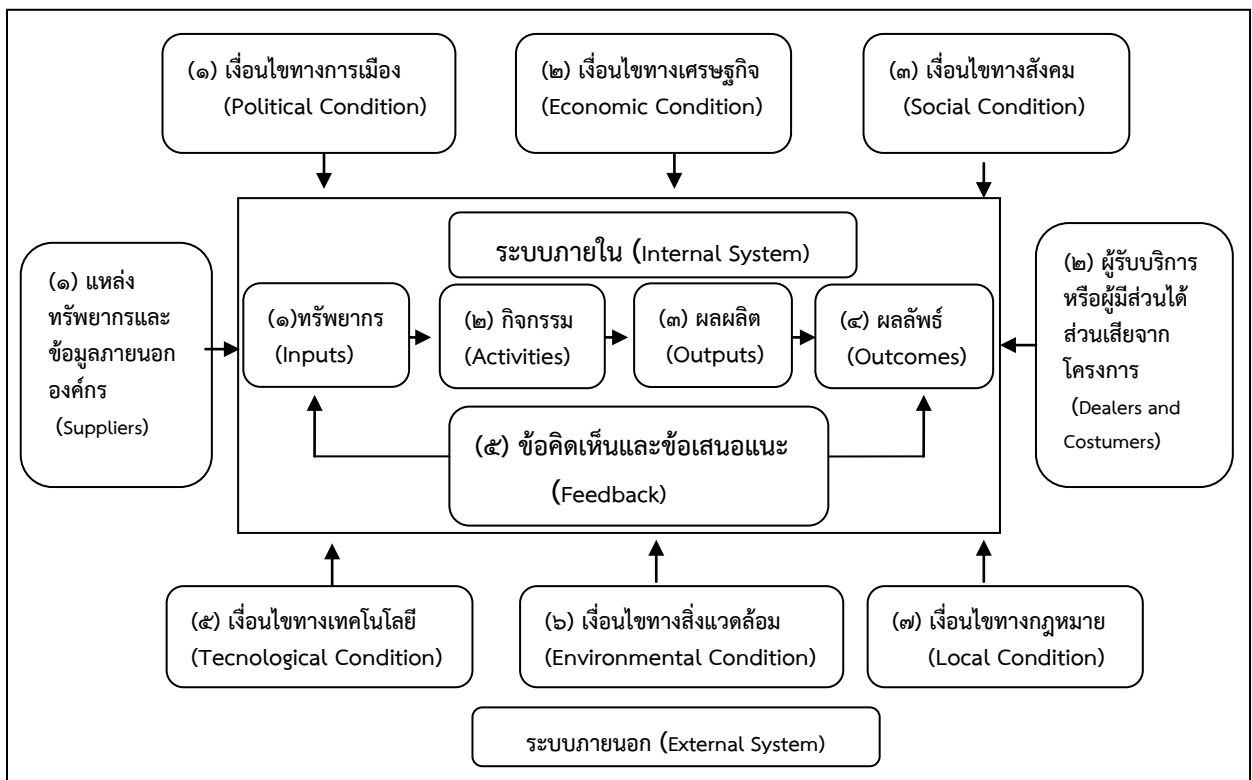 (๑) เงื่อนไขทางการเมือง
(Political Condition)
(๒) เงื่อนไขทางเศรษฐกิจ
(Economic Condition)
(๓) เงื่อนไขทางสังคม
(Social Condition)
ระบบภายใน (Internal System)
(๑) แหล่ง
ทรัพยากรและ
ข้อมูลภายนอก
องค์กร
(Suppliers)
(๑)ทรัพยากร
(Inputs)
(๒) กิจกรรม
(Activities)
(๓) ผลผลิต
(Outputs)
(๔) ผลลัพธ์
(Outcomes)
(๒) ผู้รับบริการ
หรือผู้มีส่วนได้
ส่วนเสียจาก
โครงการ
(Dealers and
Costumers)
(๕) ข้อคิดเห็นและข้อเสนอแนะ
(Feedback)
(๕) เงื่อนไขทางเทคโนโลยี
(Tecnological Condition)
(๖) เงื่อนไขทางสิ่งแวดล้อม
(Environmental Condition)
(๗) เงื่อนไขทางกฎหมาย
(Local Condition)
ระบบภายนอก (External System)